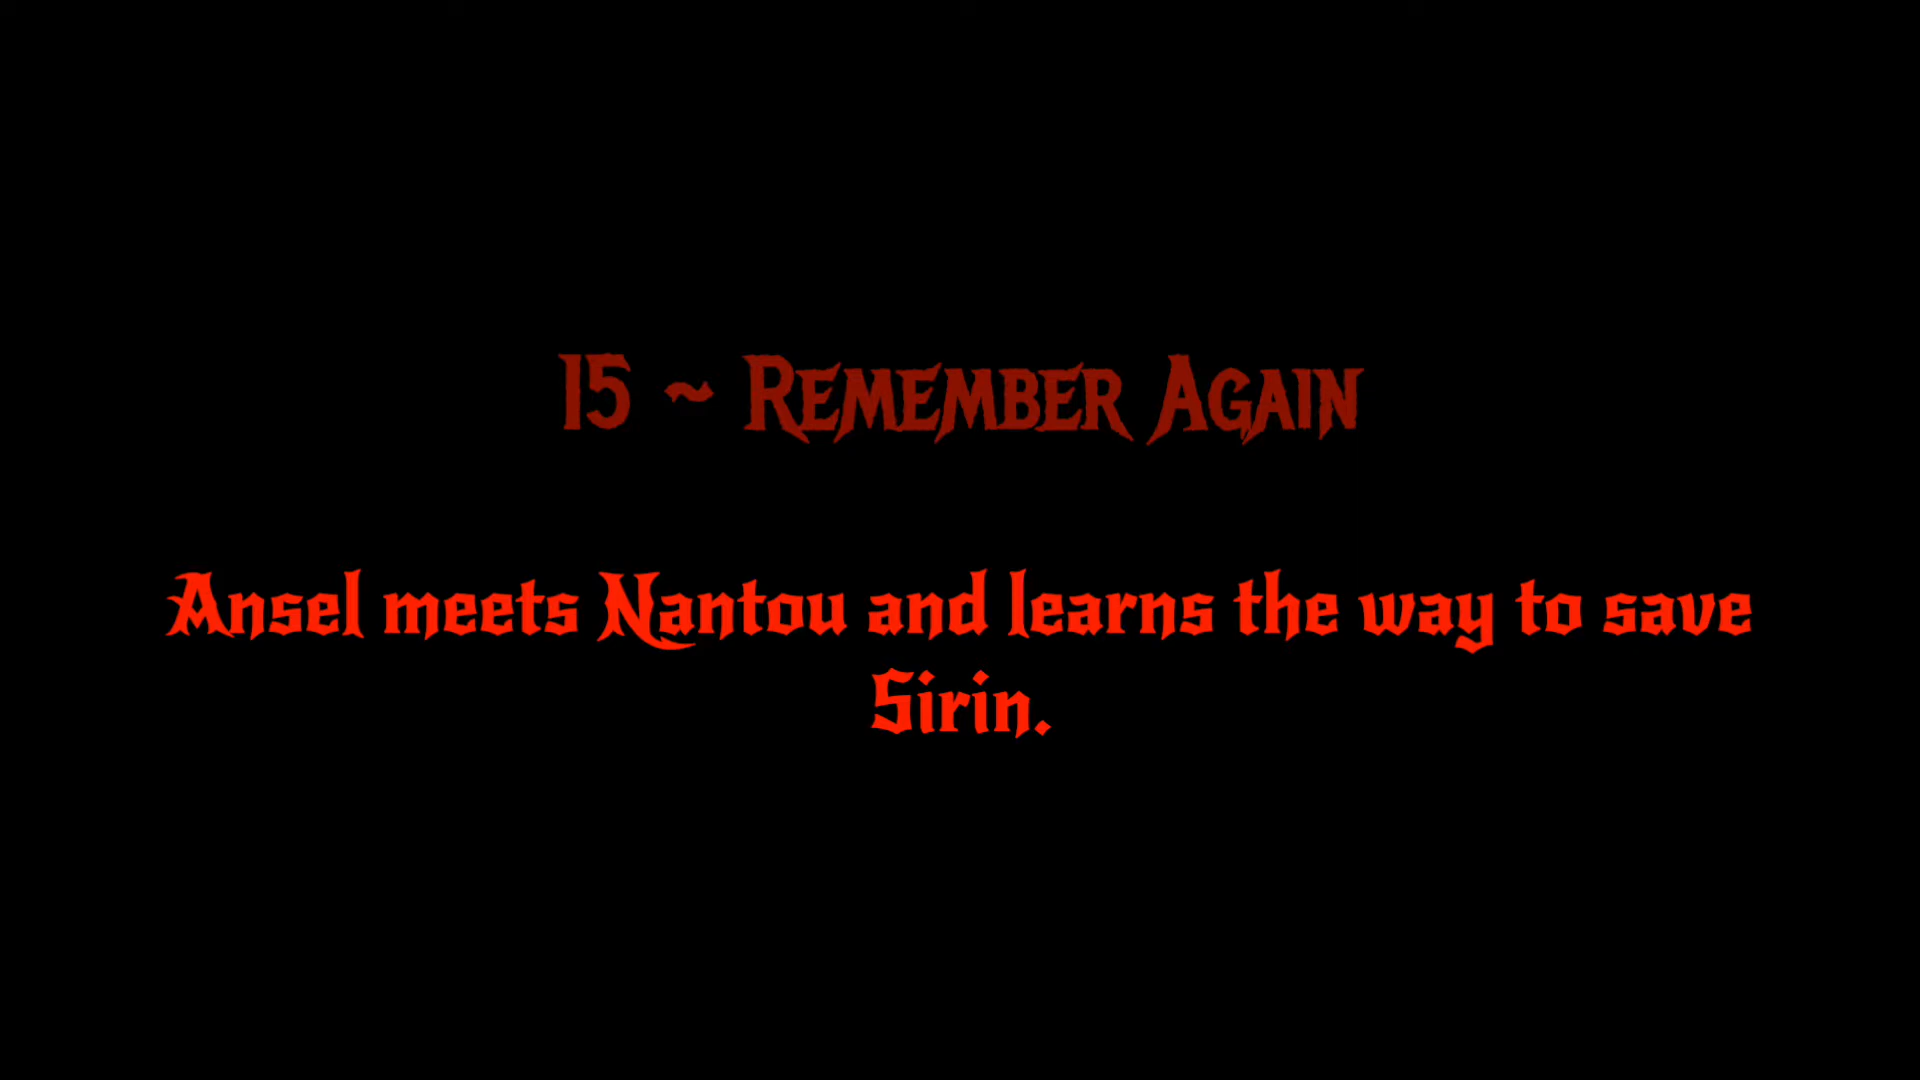 15 ~ Remember Again
Ansel meets Nantou and learns the way to save
Sirin.